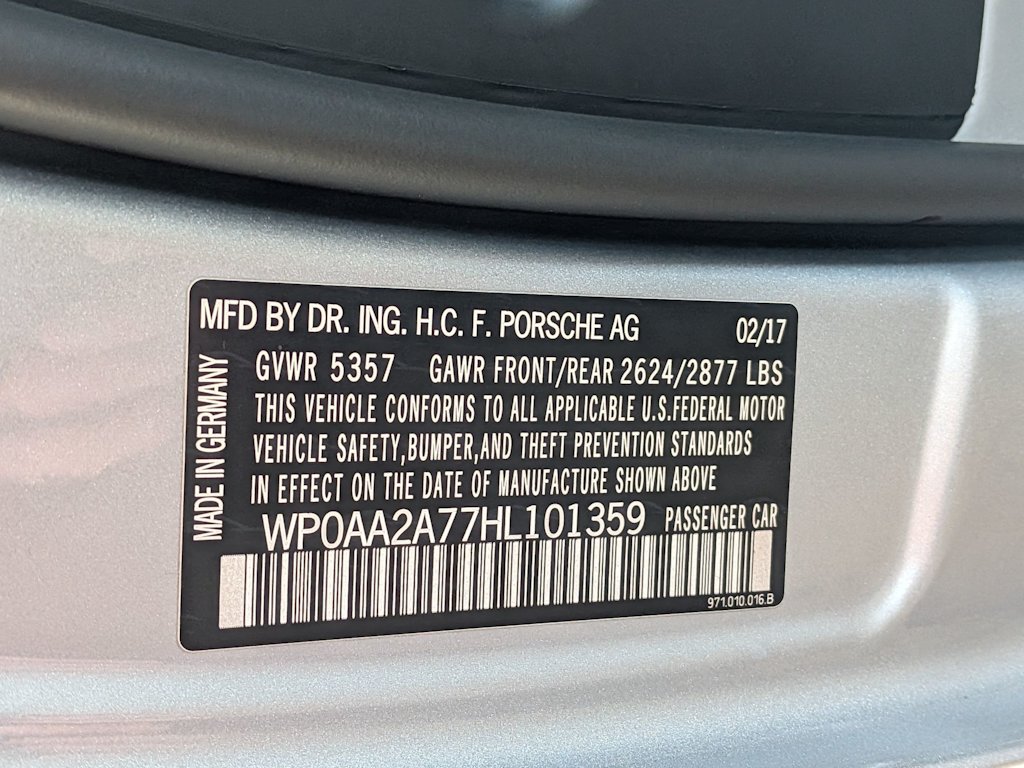 MFD BY DR. ING. H.C. F. PORSCHE AG 02/17
GVWR 5357 GAWR FRONT/REAR 2624/2877 LBS
THIS VEHICLE CONFORMS TO ALL APPLICABLE U.S.FEDERAL MOTOR
VEHICLE SAFETY,BUMPER,AND THEFT PREVENTION STANDARDS
IN EFFECT ON THE DATE OF MANUFACTURE SHOWN ABOVE
WP0AA2A77HL101359 PASSENGER CAR
971.010.016.B
MADE IN GERMANY